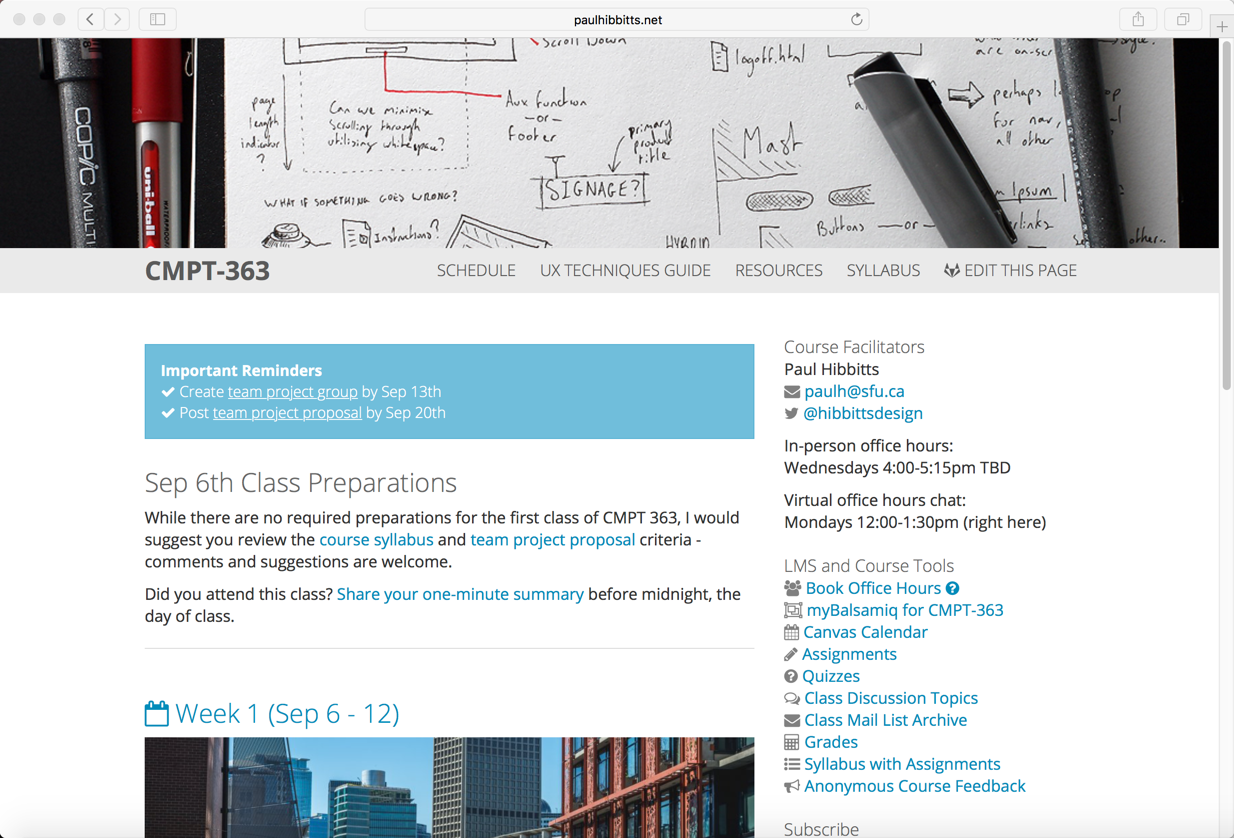 paulhibbitts.net
Scroll Down
logoff.html
are on-scr
page
length
indicator
?
Can we minimise
scrolling through
utilising whitespace?
Aux Function
-or-
Footer
primary
product
title
Mast
perhaps
for nav,
all other
COPIC MULTI
uni-ball
SIGNAGE?
WHAT IF SOMETHING GOES WRONG?
Instructions?
Buttons —or—
Ipsum
CMPT-363
SCHEDULE
UX TECHNIQUES GUIDE
RESOURCES
SYLLABUS
EDIT THIS PAGE
Important Reminders
Create team project group by Sep 13th
Post team project proposal by Sep 20th
Sep 6th Class Preparations
While there are no required preparations for the first class of CMPT 363, I would
suggest you review the course syllabus and team project proposal criteria -
comments and suggestions are welcome.
Did you attend this class? Share your one-minute summary before midnight, the
day of class.
Week 1 (Sep 6 - 12)
Course Facilitators
Paul Hibbitts
paulh@sfu.ca
@hibbittsdesign
In-person office hours:
Wednesdays 4:00-5:15pm TBD
Virtual office hours chat:
Mondays 12:00-1:30pm (right here)
LMS and Course Tools
Book Office Hours
myBalsamiq for CMPT-363
Canvas Calendar
Assignments
Quizzes
Class Discussion Topics
Class Mail List Archive
Grades
Syllabus with Assignments
Anonymous Course Feedback
Subscribe